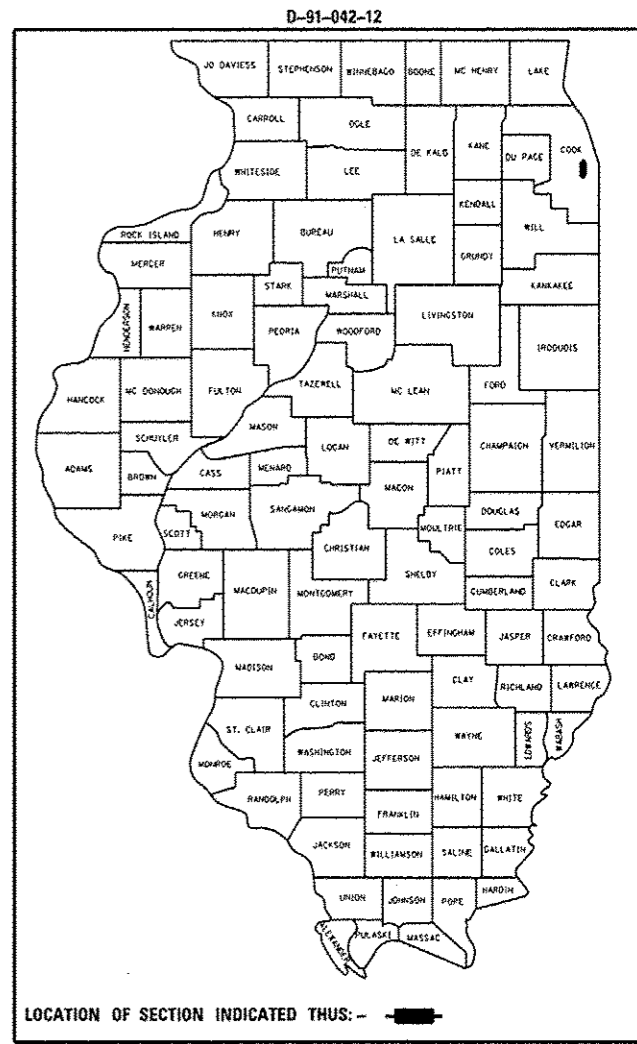 D-91-042-12
JO DAVIESS STEPHENSON WINNEBAGO BOONE MC HENRY LAKE
CARROLL OGLE DE KALB KANE DU PAGE COOK
WHITESIDE LEE KENDALL WILL
ROCK ISLAND HENRY BUREAU LA SALLE GRUNDY
MERCER PUTNAM KANKAKEE
STARK MARSHALL
HENDERSON WARREN KNOX PEORIA WOODFORD LIVINGSTON IROQUOIS
HANCOCK MC DONOUGH FULTON TAZEWELL MC LEAN FORD
SCHUYLER MASON LOGAN DE WITT CHAMPAIGN VERMILION
ADAMS BROWN CASS MENARD MACON PIATT
PIKE SCOTT MORGAN SANGAMON CHRISTIAN MOULTRIE DOUGLAS EDGAR
COLES
CALHOUN GREENE MACOUPIN MONTGOMERY SHELBY CUMBERLAND CLARK
JERSEY FAYETTE EFFINGHAM JASPER CRAWFORD
MADISON BOND CLAY RICHLAND LAWRENCE
CLINTON MARION
ST. CLAIR WAYNE EDWARDS WABASH
MONROE WASHINGTON JEFFERSON
RANDOLPH PERRY HAMILTON WHITE
FRANKLIN
JACKSON WILLIAMSON SALINE GALLATIN
UNION JOHNSON POPE HARDIN
ALEXANDER PULASKI MASSAC
LOCATION OF SECTION INDICATED THUS:-